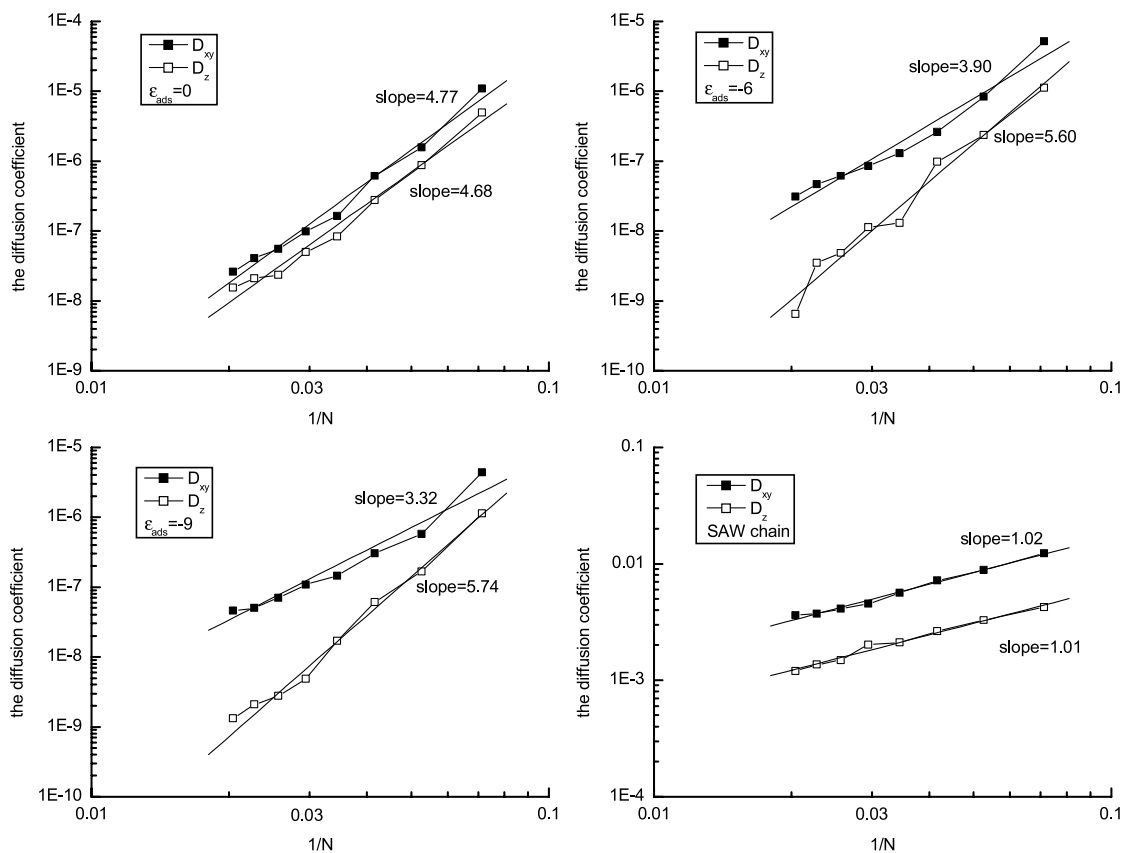 1E-4
1E-5
1E-6
1E-7
1E-8
1E-9
0.01
0.03
0.1
1/N
the diffusion coefficient
D_xy
D_z
ε_ads=0
slope=4.77
slope=4.68
1E-5
1E-6
1E-7
1E-8
1E-9
1E-10
0.01
0.03
0.1
1/N
the diffusion coefficient
D_xy
D_z
ε_ads=-6
slope=3.90
slope=5.60
1E-5
1E-6
1E-7
1E-8
1E-9
1E-10
0.01
0.03
0.1
1/N
the diffusion coefficient
D_xy
D_z
ε_ads=-9
slope=3.32
slope=5.74
0.1
0.01
1E-3
1E-4
0.01
0.03
0.1
1/N
the diffusion coefficient
D_xy
D_z
SAW chain
slope=1.02
slope=1.01